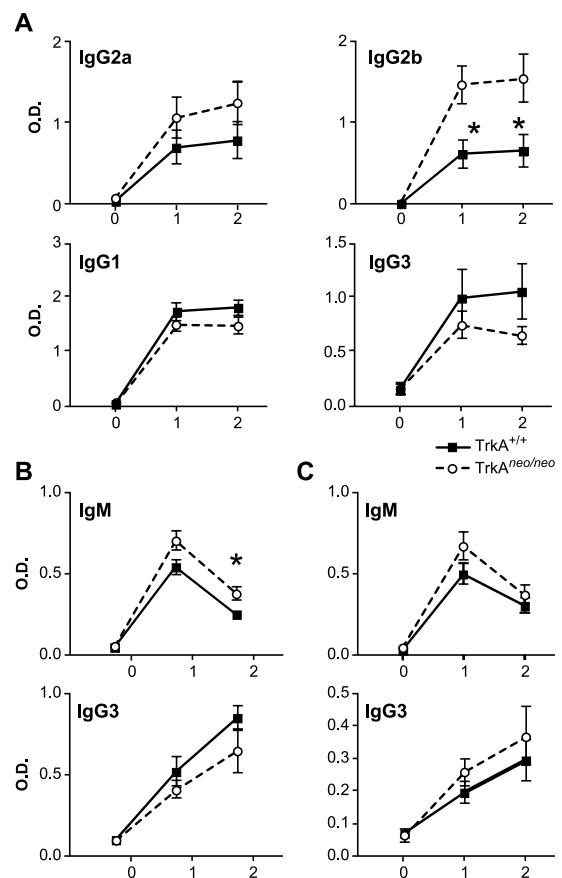 A
IgG2a
IgG2b
2
1
0
O.D.
0 1 2
2
1
0
* *
0 1 2
IgG1
IgG3
3
2
1
0
O.D.
0 1 2
1.5
1.0
0.5
0.0
0 1 2
TrkA+/+
TrkAneo/neo
B
C
IgM
IgM
1.0
0.5
0.0
O.D.
*
0 1 2
1.0
0.5
0.0
0 1 2
IgG3
IgG3
1.0
0.5
0.0
O.D.
0 1 2
0.5
0.4
0.3
0.2
0.1
0.0
0 1 2